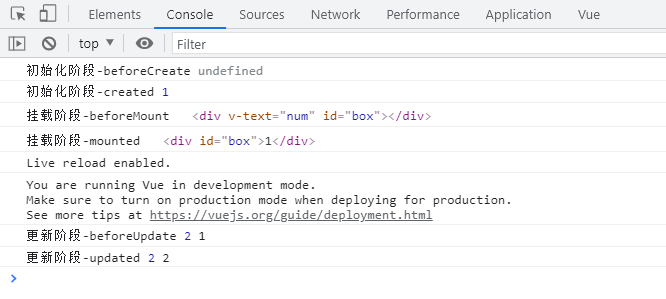 Elements Console Sources Network Performance Application Vue
top ▼ Filter
初始化阶段-beforeCreate undefined
初始化阶段-created 1
挂载阶段-beforeMount <div v-text="num" id="box"></div>
挂载阶段-mounted <div id="box">1</div>
Live reload enabled.
You are running Vue in development mode.
Make sure to turn on production mode when deploying for production.
See more tips at https://vuejs.org/guide/deployment.html
更新阶段-beforeUpdate 2 1
更新阶段-updated 2 2
>